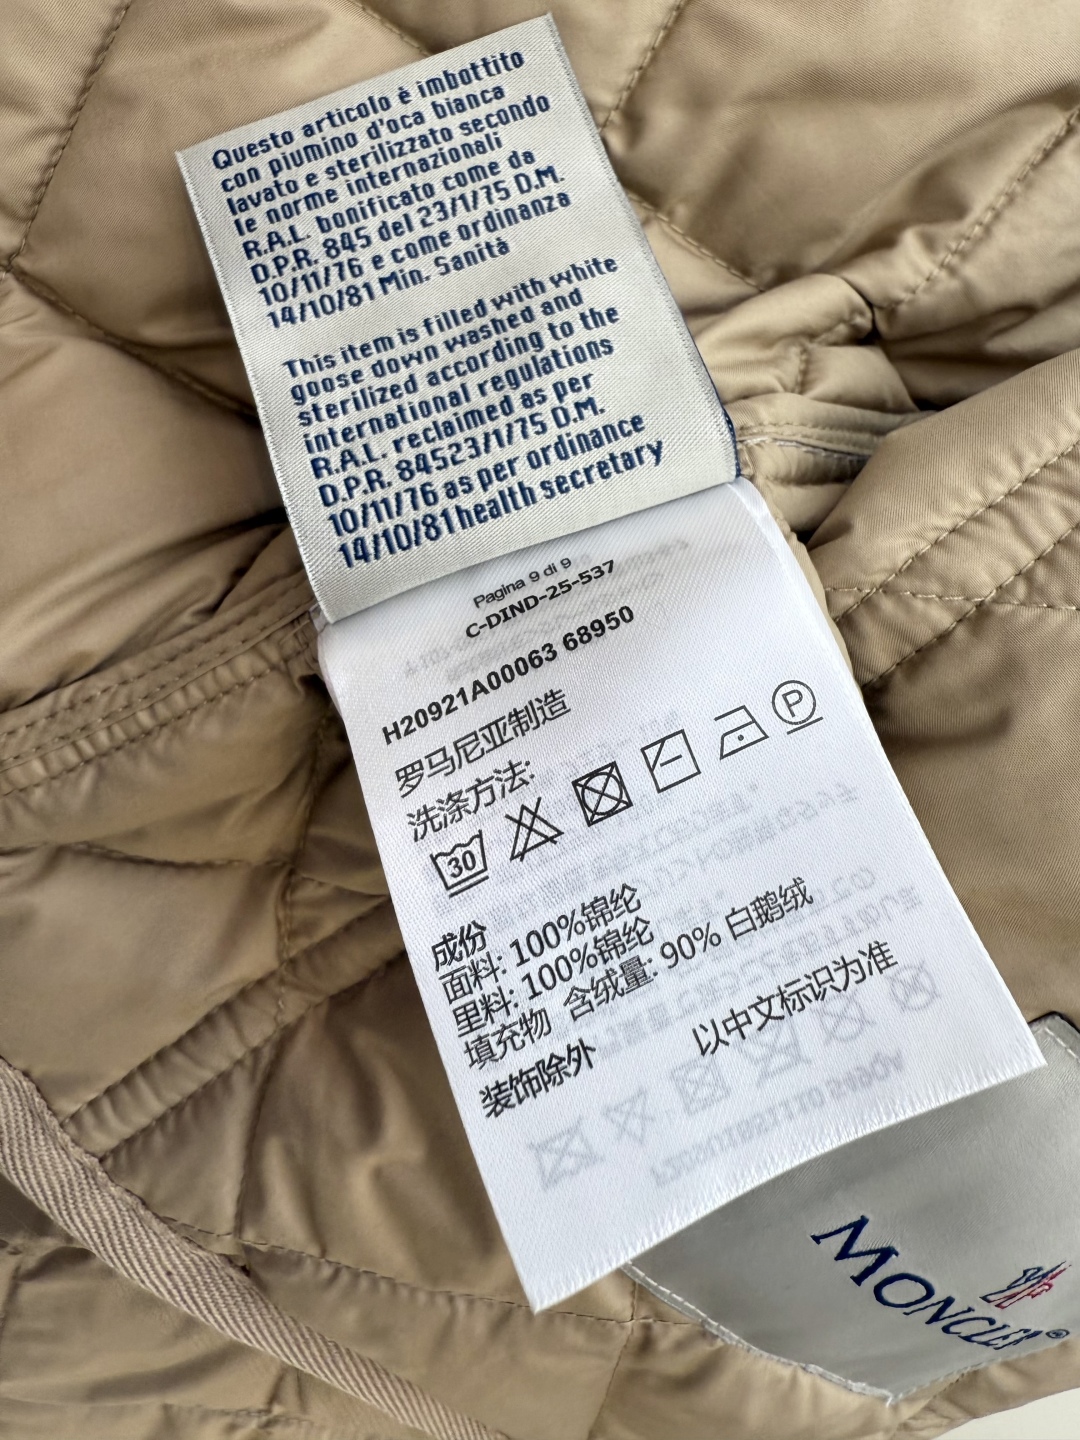 Questo articolo è imbottito
con piumino d'oca bianca
lavato e sterilizzato secondo
le norme internazionali
R.A.L. bonificato come da
D.P.R. 845 del 23/1/75 D.M.
10/11/76 e come ordinanza
14/10/81 Min. Sanità
This item is filled with white
goose down washed and
sterilized according to the
international regulations
R.A.L. reclaimed as per
D.P.R. 84523/1/75 D.M.
10/11/76 as per ordinance
14/10/81 health secretary
Pagina 9 di 9
C-DIND-25-537
H20921A00063 68950
罗马尼亚制造
洗涤方法:
30
P
成份
面料: 100%锦纶
里料: 100%锦纶
填充物 含绒量: 90% 白鹅绒
装饰除外 以中文标识为准
MONCLER®